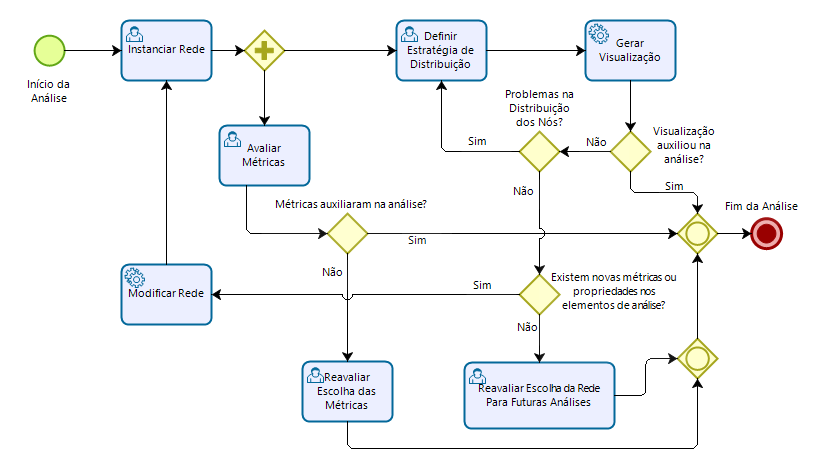 Início da
Análise
Instanciar Rede
Definir
Estratégia de
Distribuição
Gerar
Visualização
Problemas na
Distribuição
dos Nós?
Visualização
auxiliou na
análise?
Sim
Não
Sim
Avaliar
Métricas
Não
Métricas auxiliaram na análise?
Fim da Análise
Sim
Não
Sim
Existem novas métricas ou
propriedades nos
elementos de análise?
Modificar Rede
Não
Reavaliar
Escolha das
Métricas
Reavaliar Escolha da Rede
Para Futuras Análises